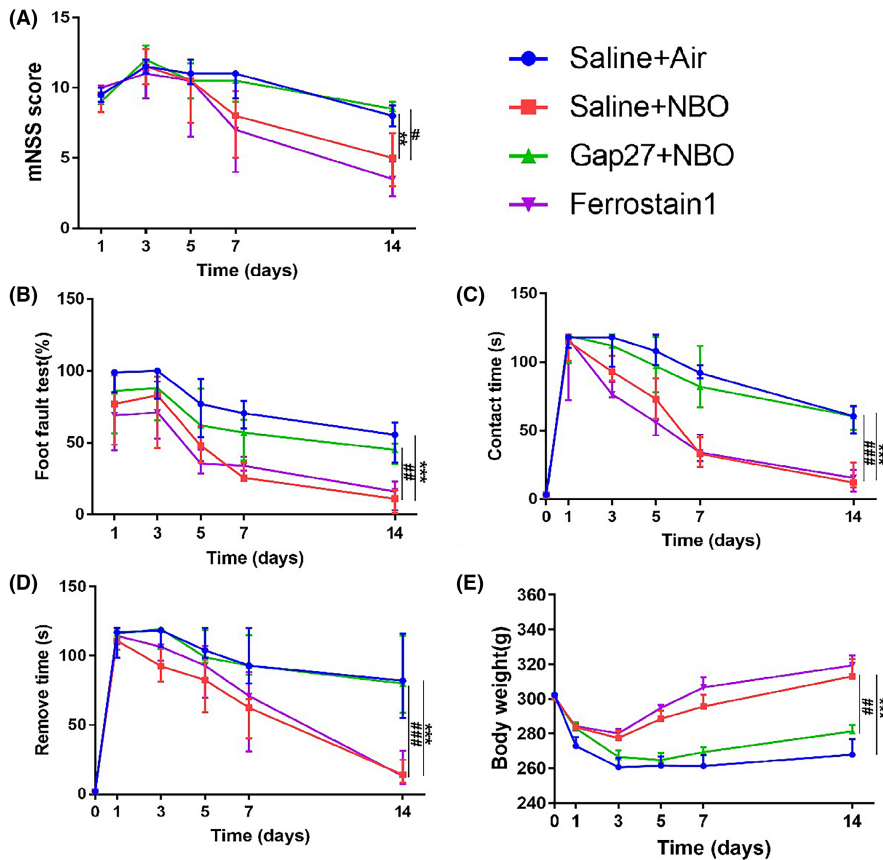 (A)
15
10
5
0
mNSS score
1 3 5 7 14
Time (days)
** #
Saline+Air
Saline+NBO
Gap27+NBO
Ferrostain1
(B)
150
100
50
0
Foot fault test(%)
1 3 5 7 14
Time (days)
## ***
(C)
150
100
50
0
Contact time (s)
0 1 3 5 7 14
Time (days)
### ***
(D)
150
100
50
0
Remove time (s)
0 1 3 5 7 14
Time (days)
### ***
(E)
360
340
320
300
280
260
240
Body weight(g)
0 1 3 5 7 14
Time (days)
## ***